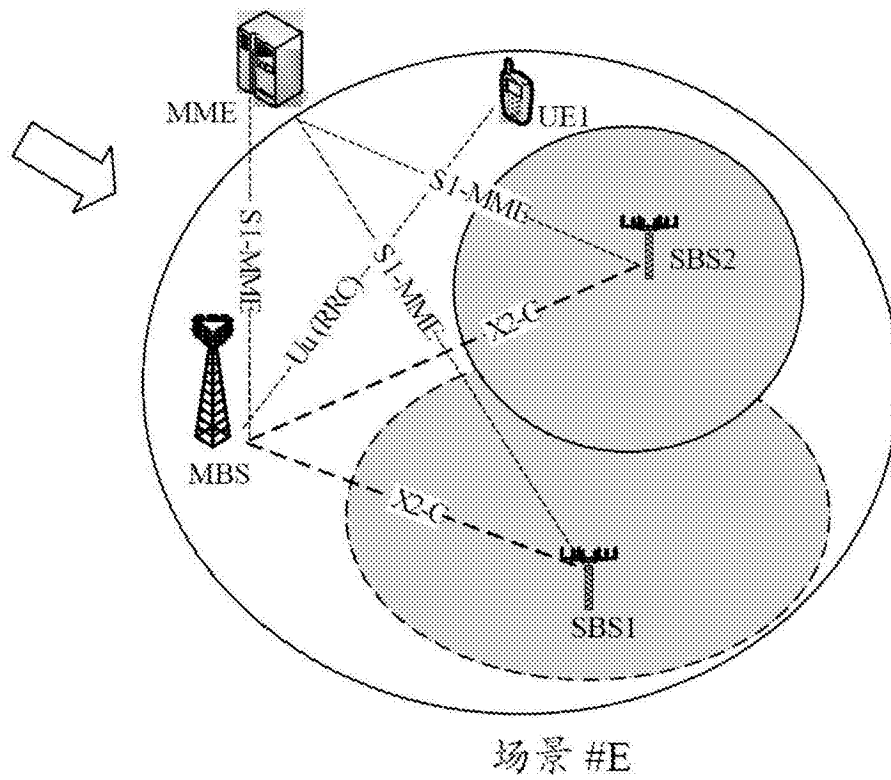 MME
UE1
S1-MME
S1-MME
S1-MME
SBS2
Uu (RRC)
X2-C
MBS
X2-C
SBS1
场景 #E